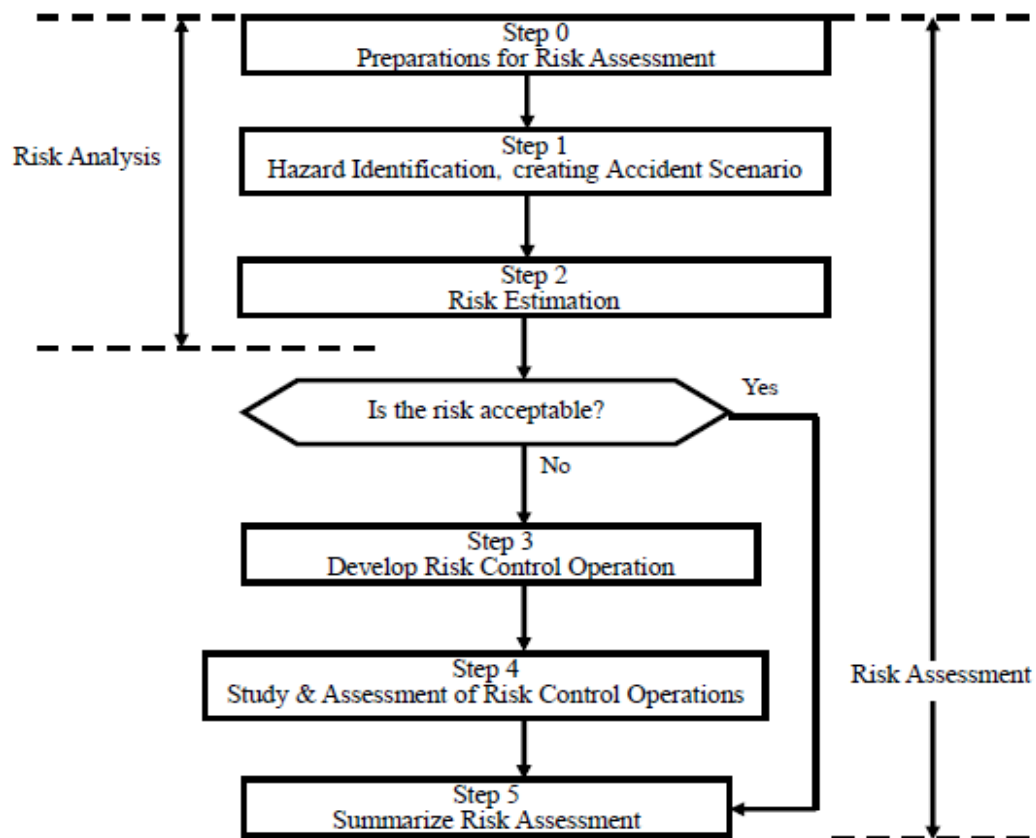 Step 0
Preparations for Risk Assessment
Step 1
Hazard Identification, creating Accident Scenario
Risk Analysis
Step 2
Risk Estimation
Is the risk acceptable?
Yes
No
Step 3
Develop Risk Control Operation
Step 4
Study & Assessment of Risk Control Operations
Risk Assessment
Step 5
Summarize Risk Assessment